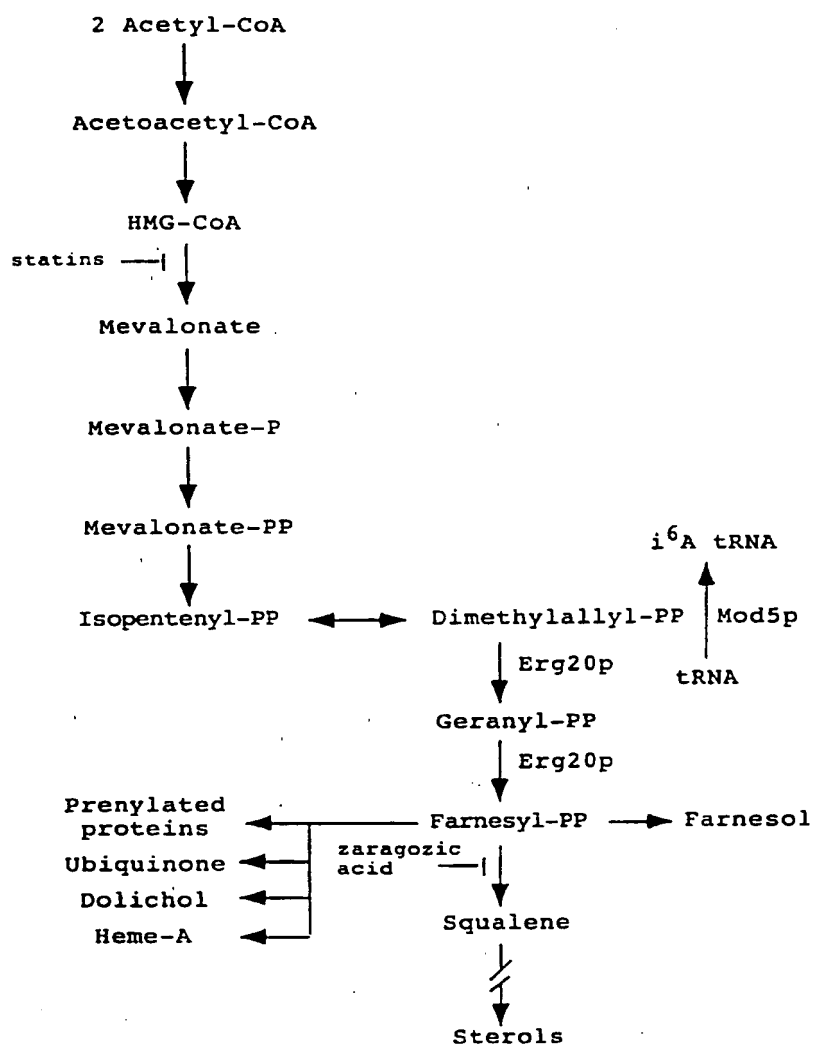 2 Acetyl-CoA
Acetoacetyl-CoA
HMG-CoA
statins
Mevalonate
Mevalonate-P
Mevalonate-PP
i⁶A tRNA
Isopentenyl-PP
Dimethylallyl-PP
Mod5p
Erg20p
tRNA
Geranyl-PP
Erg20p
Prenylated
proteins
Farnesyl-PP
Farnesol
zaragozic
acid
Ubiquinone
Dolichol
Heme-A
Squalene
Sterols